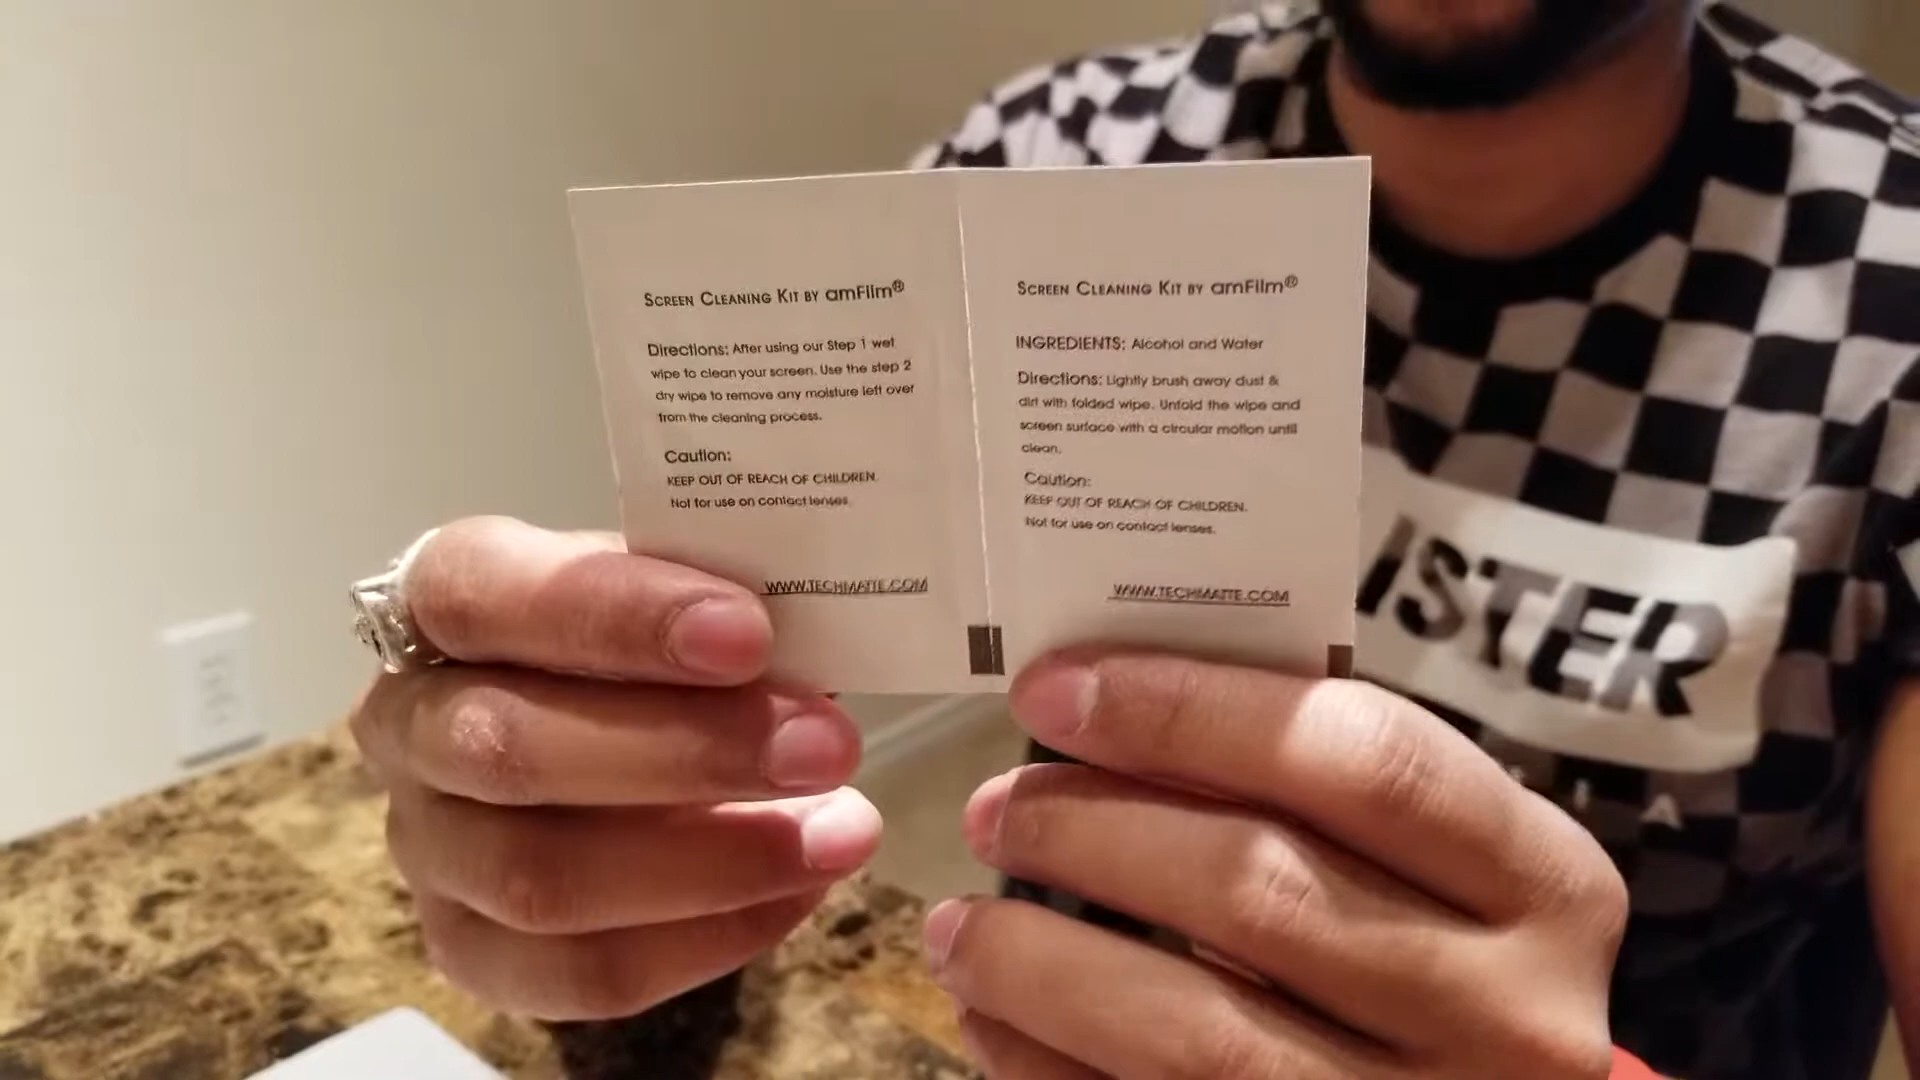 SCREEN CLEANING KIT BY amFilm®
Directions: After using our Step 1 wet
wipe to clean your screen. Use the step 2
dry wipe to remove any moisture left over
from the cleaning process.
Caution:
KEEP OUT OF REACH OF CHILDREN.
Not for use on contact lenses.
WWW.TECHMATTE.COM
SCREEN CLEANING KIT BY amFilm®
INGREDIENTS: Alcohol and Water
Directions: Lightly brush away dust &
dirt with folded wipe. Unfold the wipe and
screen surface with a circular motion until
clean.
Caution:
KEEP OUT OF REACH OF CHILDREN.
Not for use on contact lenses.
WWW.TECHMATTE.COM
ISTER